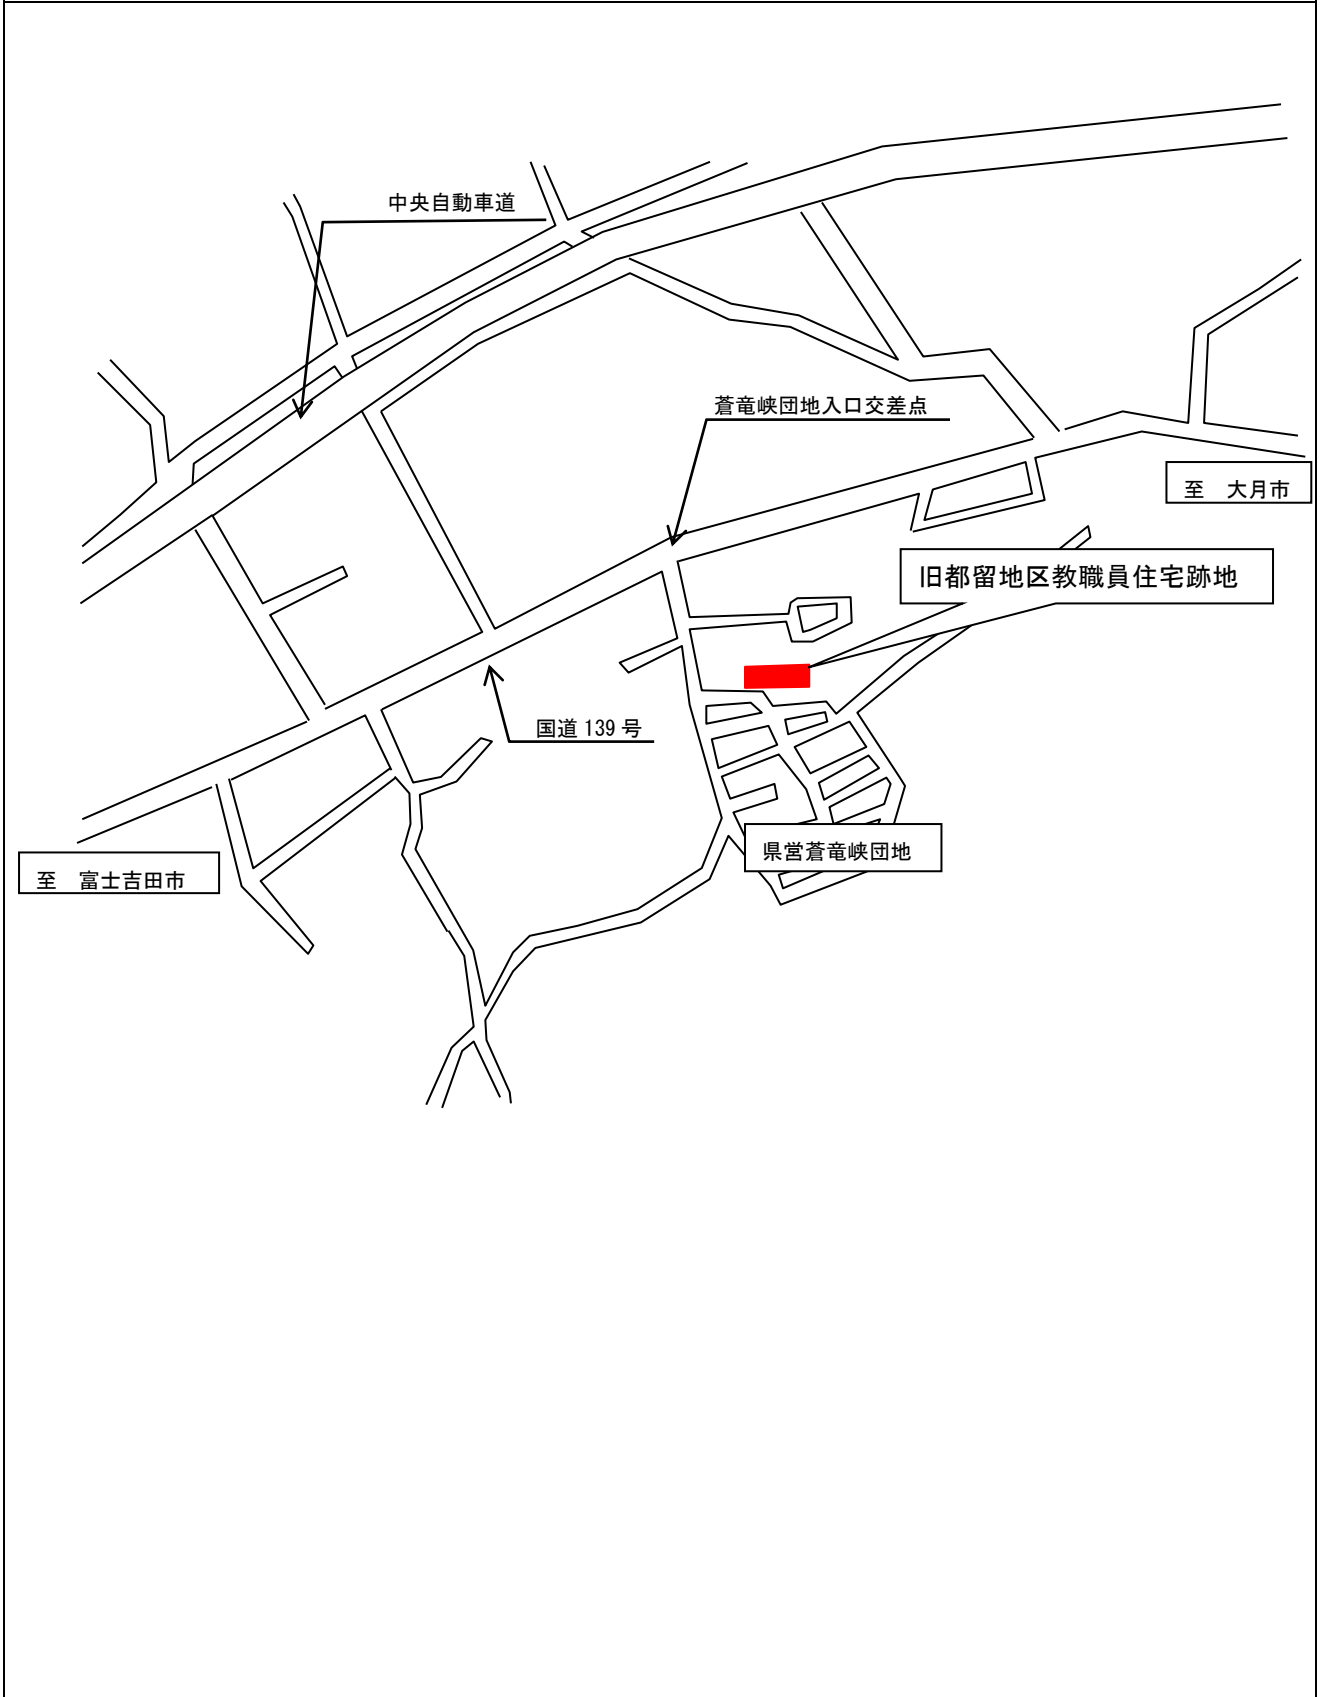 中央自動車道
蒼竜峡団地入口交差点
至　大月市
旧都留地区教職員住宅跡地
国道 139 号
県営蒼竜峡団地
至　富士吉田市